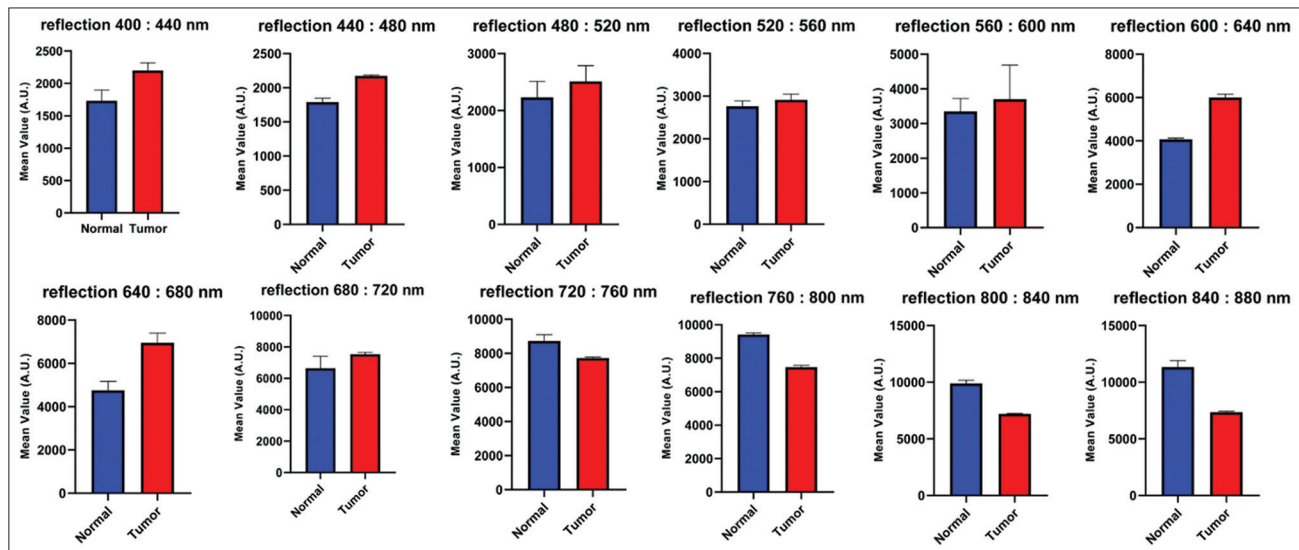 reflection 400 : 440 nm
Mean Value (A.U.)
2500
2000
1500
1000
500
0
Normal
Tumor
reflection 440 : 480 nm
Mean Value (A.U.)
2500
2000
1500
1000
500
0
Normal
Tumor
reflection 480 : 520 nm
Mean Value (A.U.)
3000
2000
1000
0
Normal
Tumor
reflection 520 : 560 nm
Mean Value (A.U.)
4000
3000
2000
1000
0
Normal
Tumor
reflection 560 : 600 nm
Mean Value (A.U.)
5000
4000
3000
2000
1000
0
Normal
Tumor
reflection 600 : 640 nm
Mean Value (A.U.)
8000
6000
4000
2000
0
Normal
Tumor
reflection 640 : 680 nm
Mean Value (A.U.)
8000
6000
4000
2000
0
Normal
Tumor
reflection 680 : 720 nm
Mean Value (A.U.)
10000
8000
6000
4000
2000
0
Normal
Tumor
reflection 720 : 760 nm
Mean Value (A.U.)
10000
8000
6000
4000
2000
0
Normal
Tumor
reflection 760 : 800 nm
Mean Value (A.U.)
10000
8000
6000
4000
2000
0
Normal
Tumor
reflection 800 : 840 nm
Mean Value (A.U.)
15000
10000
5000
0
Normal
Tumor
reflection 840 : 880 nm
Mean Value (A.U.)
15000
10000
5000
0
Normal
Tumor